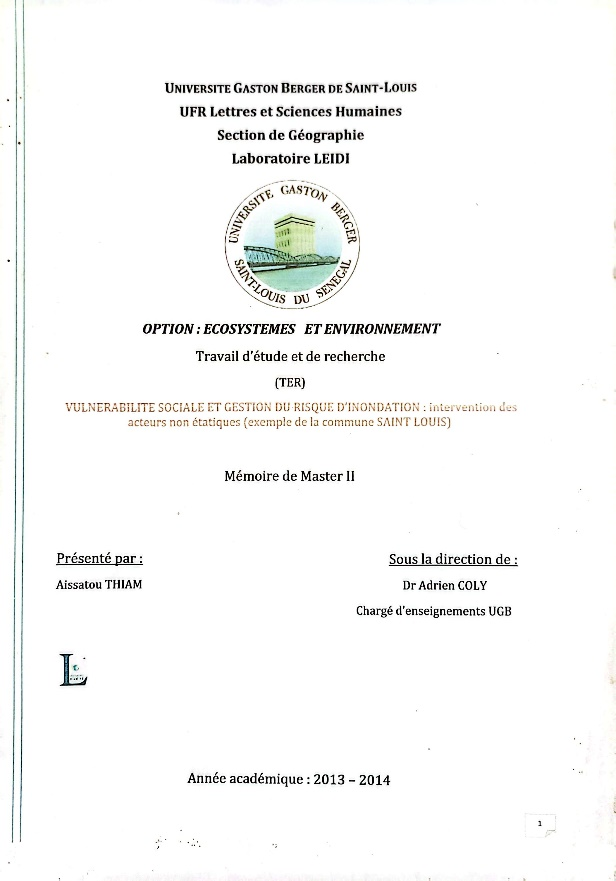 UNIVERSITE GASTON BERGER DE SAINT-LOUIS
UFR Lettres et Sciences Humaines
Section de Géographie
Laboratoire LEIDI
UNIVERSITE GASTON BERGER
SAINT-LOUIS DU SENEGAL
OPTION : ECOSYSTEMES ET ENVIRONNEMENT
Travail d'étude et de recherche
(TER)
VULNERABILITE SOCIALE ET GESTION DU RISQUE D'INONDATION : intervention des
acteurs non étatiques (exemple de la commune SAINT LOUIS)
Mémoire de Master II
Présenté par :
Sous la direction de :
Aissatou THIAM
Dr Adrien COLY
Chargé d'enseignements UGB
L
Année académique : 2013 – 2014
1